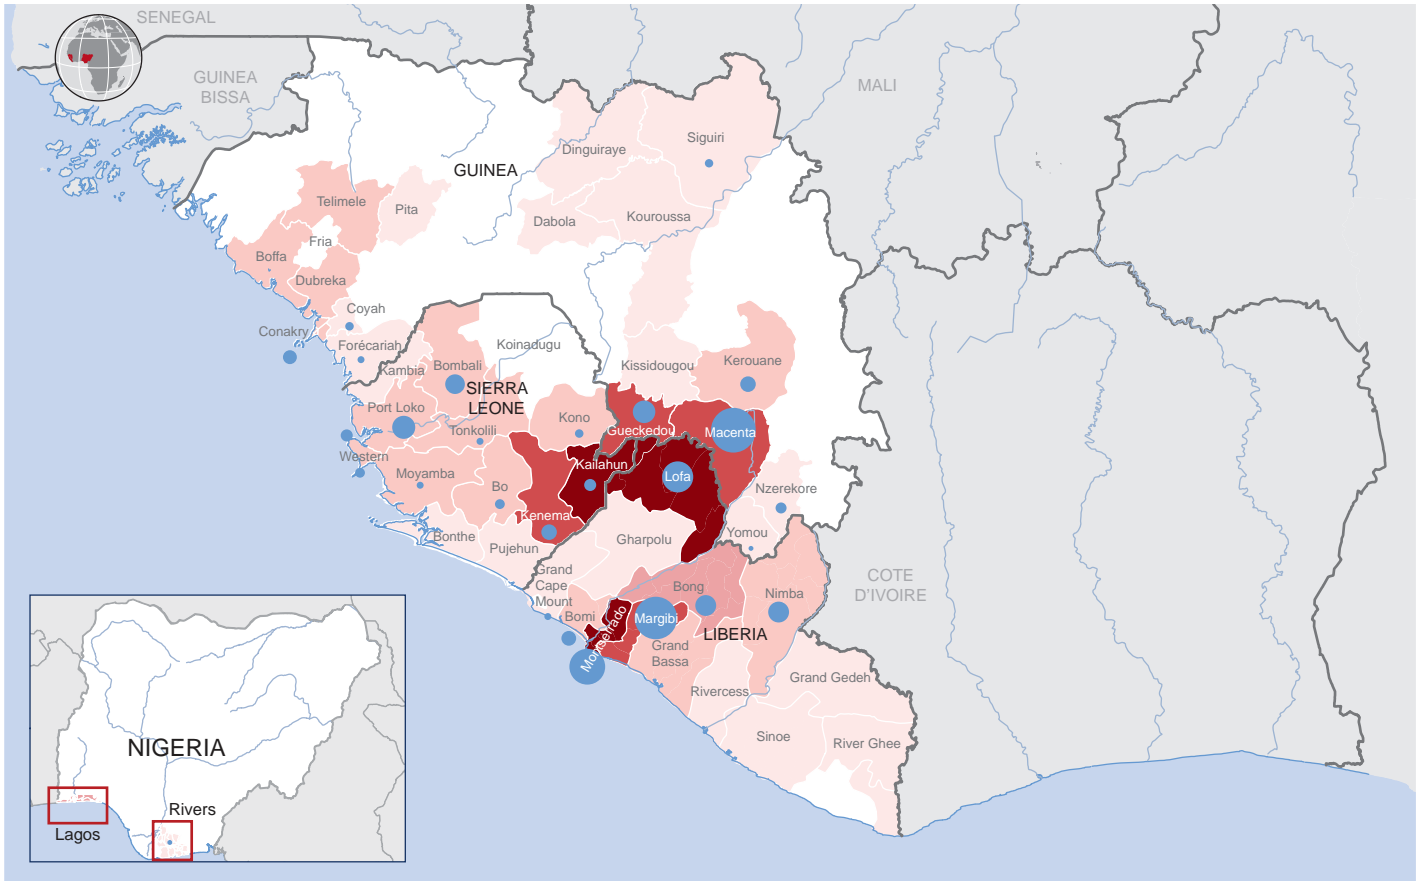 SENEGAL
GUINEA
BISSA
MALI
Siguiri
Dinguiraye
GUINEA
Telimele
Pita
Kouroussa
Dabola
Fria
Boffa
Dubreka
Coyah
Conakry
Forécariah
Koinadugu
Kissidougou
Kerouane
Bombali
Kambia
SIERRA
LEONE
Port Loko
Kono
Gueckedou
Macenta
Tonkolili
Western
Kailahun
Lofa
Moyamba
Bo
Nzerekore
Kenema
Bonthe
Pujehun
Gharpolu
Yomou
Grand
Cape
Mount
Bong
Nimba
COTE
D'IVOIRE
Bomi
Montserrado
Margibi
LIBERIA
Grand
Bassa
Rivercess
Grand Gedeh
Sinoe
River Ghee
NIGERIA
Rivers
Lagos